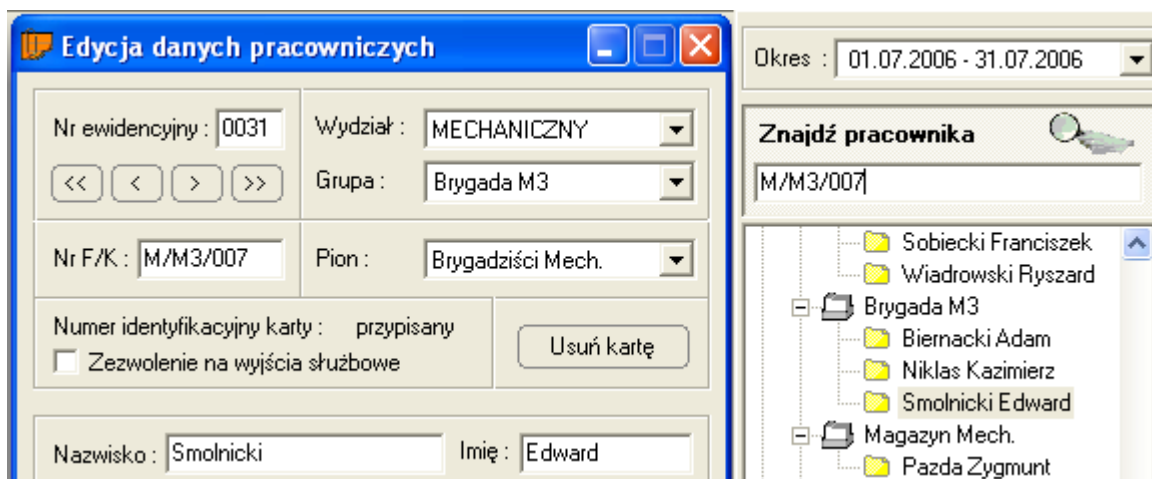 Edycja danych pracowniczych
Nr ewidencyjny : 0031
Wydział : MECHANICZNY
<< < > >>
Grupa : Brygada M3
Nr F/K : M/M3/007
Pion : Brygadziści Mech.
Numer identyfikacyjny karty : przypisany
Zezwolenie na wyjścia służbowe
Usuń kartę
Nazwisko : Smolnicki
Imię : Edward
Okres : 01.07.2006 - 31.07.2006
Znajdź pracownika
M/M3/007
Sobiecki Franciszek
Wiadrowski Ryszard
Brygada M3
Biernacki Adam
Niklas Kazimierz
Smolnicki Edward
Magazyn Mech.
Pazda Zygmunt